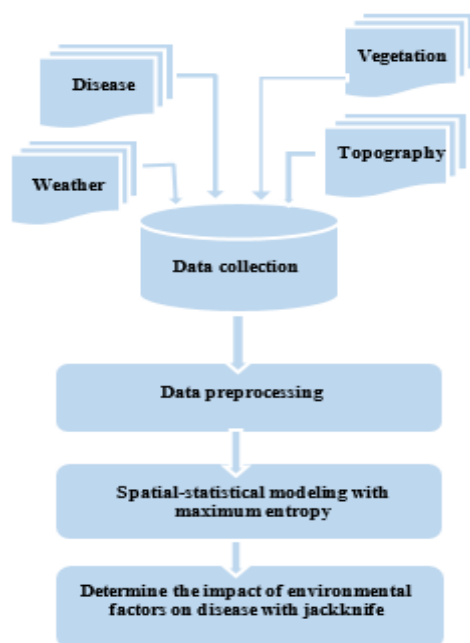 Vegetation
Disease
Topography
Weather
Data collection
Data preprocessing
Spatial-statistical modeling with
maximum entropy
Determine the impact of environmental
factors on disease with jackknife